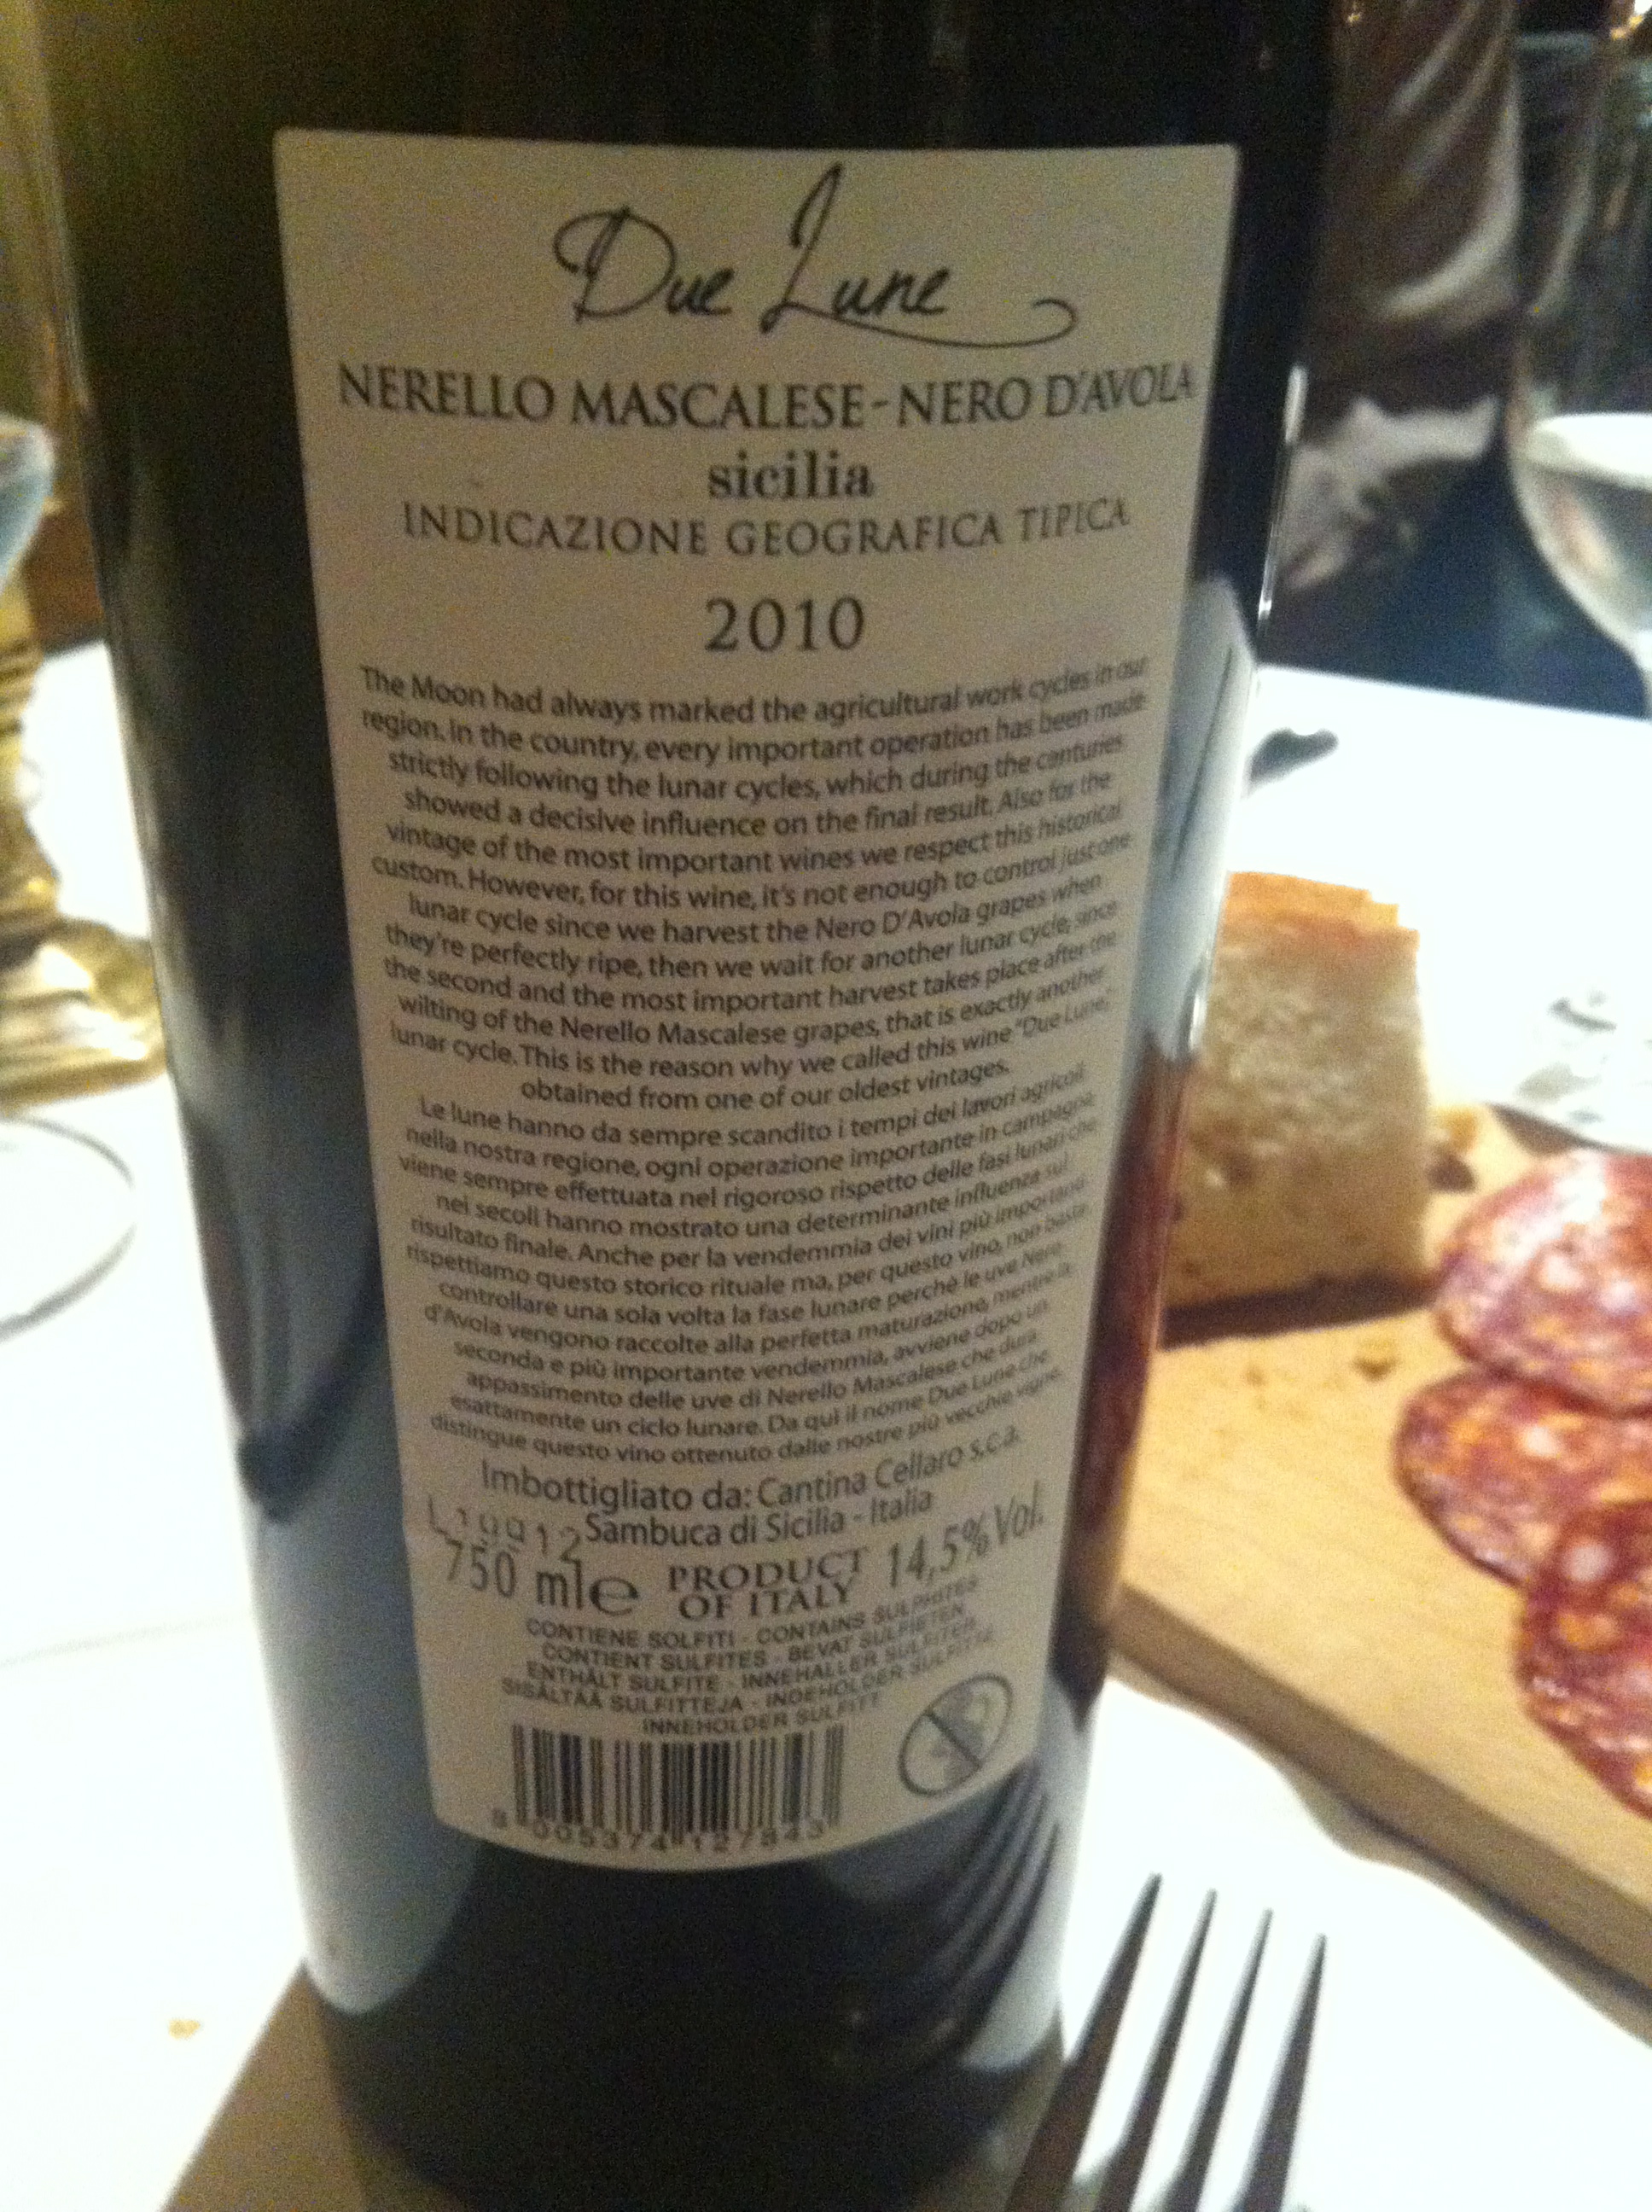 Due Lune
NERELLO MASCALESE-NERO D'AVOLA
sicilia
INDICAZIONE GEOGRAFICA TIPICA
2010
The Moon had always marked the agricultural work cycles in our
region. In the country, every important operation has been made
strictly following the lunar cycles, which during the centuries
showed a decisive influence on the final result. Also for the
vintage of the most important wines we respect this historical
custom. However, for this wine, it's not enough to control just one
lunar cycle since we harvest the Nero D'Avola grapes when
they're perfectly ripe, then we wait for another lunar cycle, since
the second and the most important harvest takes place after the
wilting of the Nerello Mascalese grapes, that is exactly another
lunar cycle. This is the reason why we called this wine "Due Lune,"
obtained from one of our oldest vintages.
Le lune hanno da sempre scandito i tempi dei lavori agricoli
nella nostra regione, ogni operazione importante in campagna
viene sempre effettuata nel rigoroso rispetto delle fasi lunari che
nei secoli hanno mostrato una determinante influenza sul
risultato finale. Anche per la vendemmia dei vini più importanti
rispettiamo questo storico rituale ma, per questo vino, non basta
controllare una sola volta la fase lunare perchè le uve Nero
d'Avola vengono raccolte alla perfetta maturazione, mentre la
seconda e più importante vendemmia, avviene dopo un
appassimento delle uve di Nerello Mascalese che dura
esattamente un ciclo lunare. Da qui il nome Due Lune che
distingue questo vino ottenuto dalle nostre più vecchie vigne.
Imbottigliato da: Cantina Cellaro s.c.a.
Sambuca di Sicilia - Italia
750 ml e PRODUCT OF ITALY 14,5% Vol.
CONTIENE SOLFITI - CONTAINS SULPHITES
CONTIENT SULFITES - BEVAT SULFIETEN
ENTHÄLT SULFITE - INNEHALLER SULFITER
SISÄLTÄÄ SULFITTEJA - INDEHOLDER SULFITTE
INNEHOLDER SULFITT
8 005374 127843